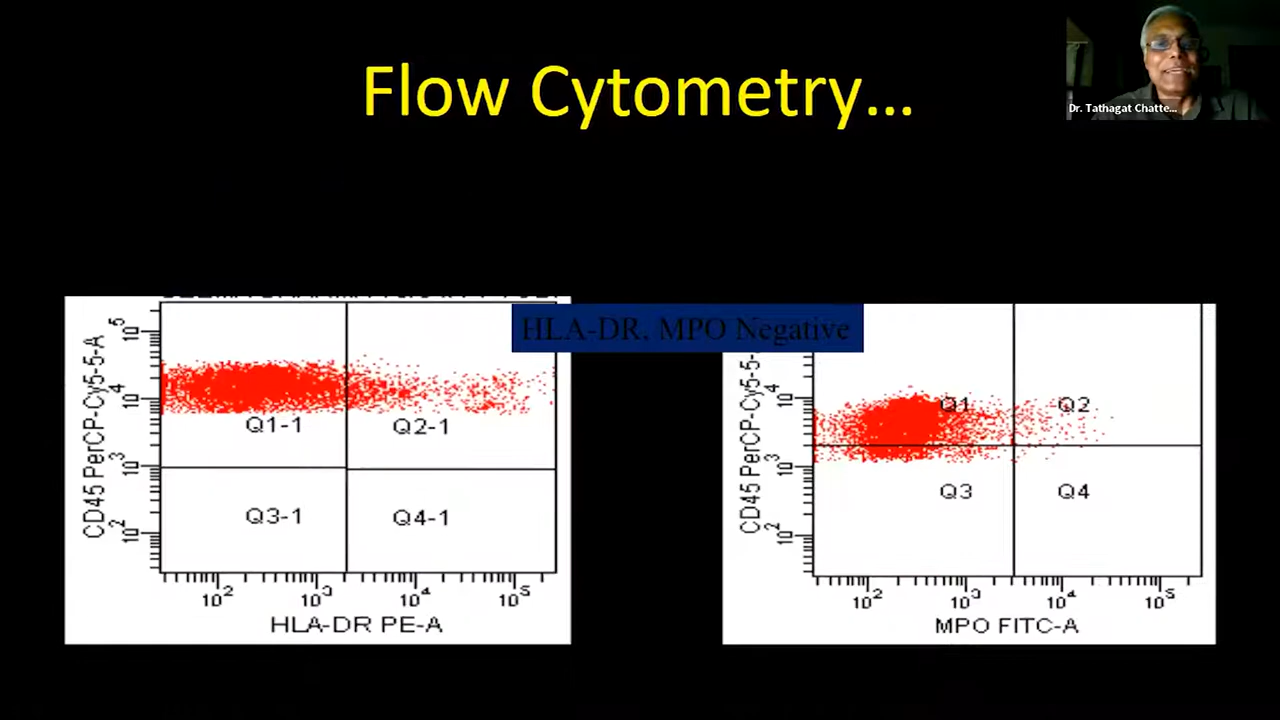 Flow Cytometry...
Dr. Tathagat Chatte...
HLA-DR, MPO Negative
CD45 PerCP-Cy5-5-A
10^5
10^4
10^3
10^2
Q1-1
Q2-1
Q3-1
Q4-1
10^2
10^3
10^4
10^5
HLA-DR PE-A
CD45 PerCP-Cy5-5-
10^4
10^3
10^2
Q1
Q2
Q3
Q4
10^2
10^3
10^4
10^5
MPO FITC-A